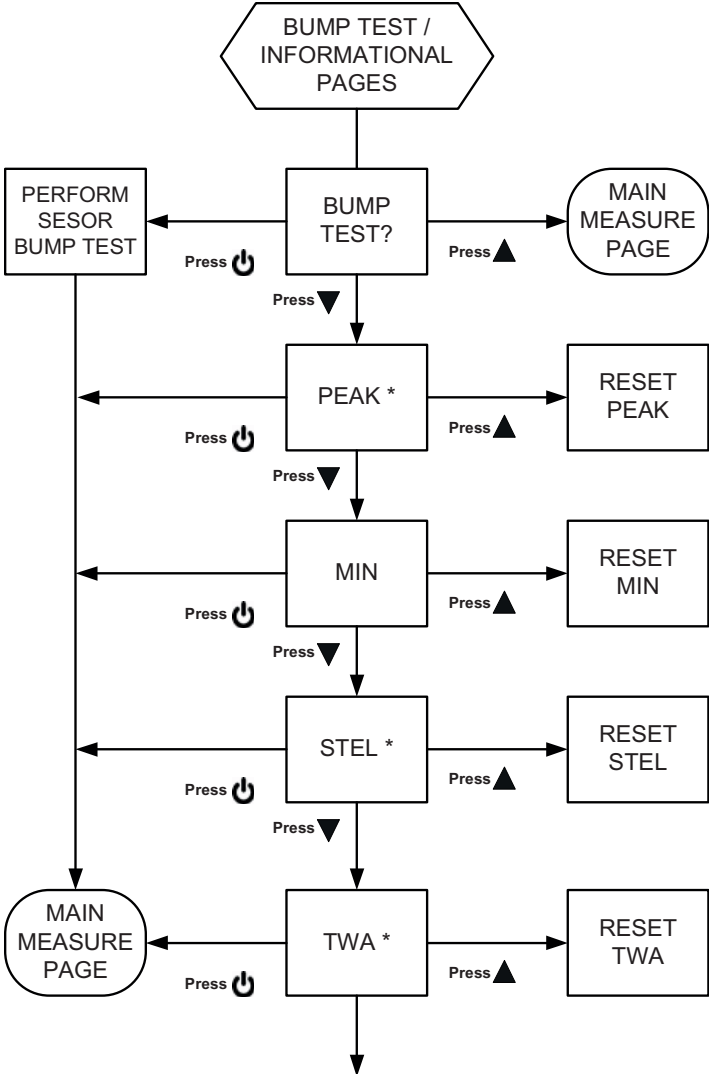 BUMP TEST /
INFORMATIONAL
PAGES
PERFORM
SESOR
BUMP TEST
BUMP
TEST?
MAIN
MEASURE
PAGE
Press
Press
Press
PEAK *
RESET
PEAK
Press
Press
Press
MIN
RESET
MIN
Press
Press
Press
STEL *
RESET
STEL
Press
Press
Press
MAIN
MEASURE
PAGE
TWA *
RESET
TWA
Press
Press